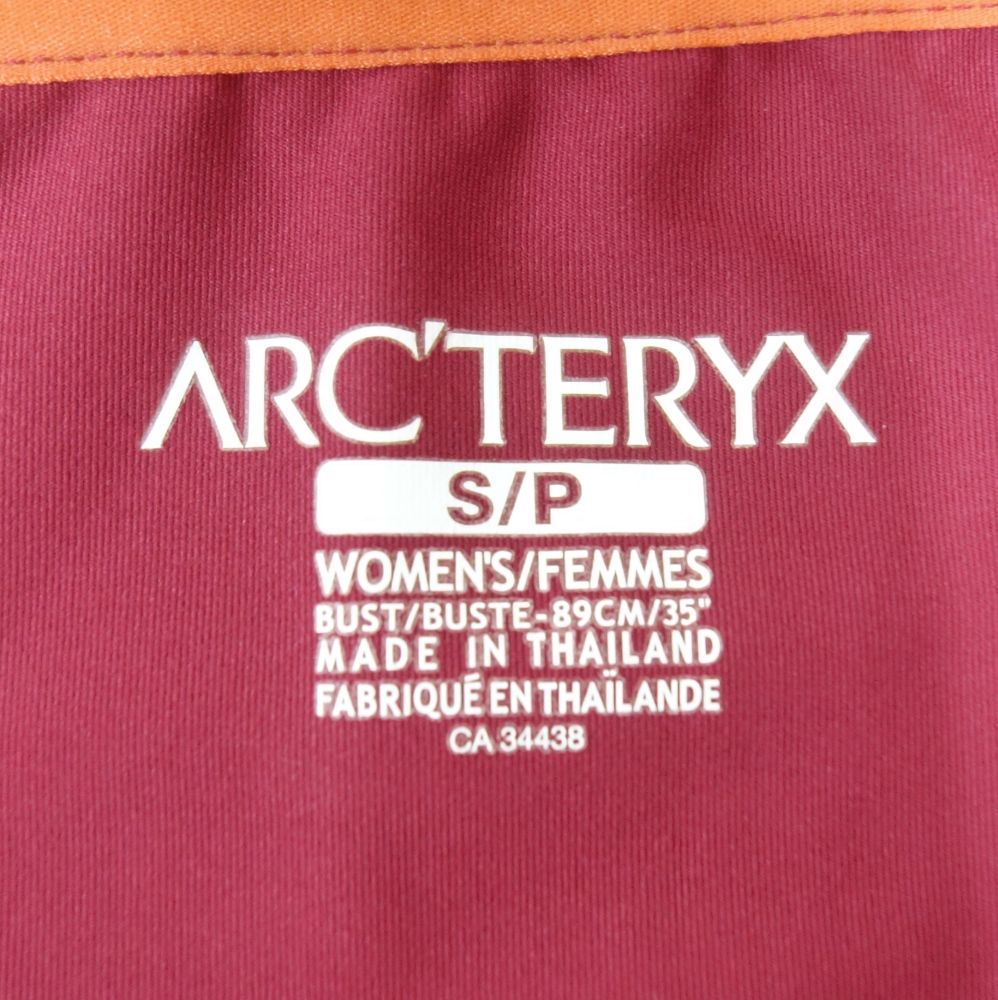 ARC'TERYX
S/P
WOMEN'S/FEMMES
BUST/BUSTE-89CM/35"
MADE IN THAILAND
FABRIQUÉ EN THAÏLANDE
CA 34438